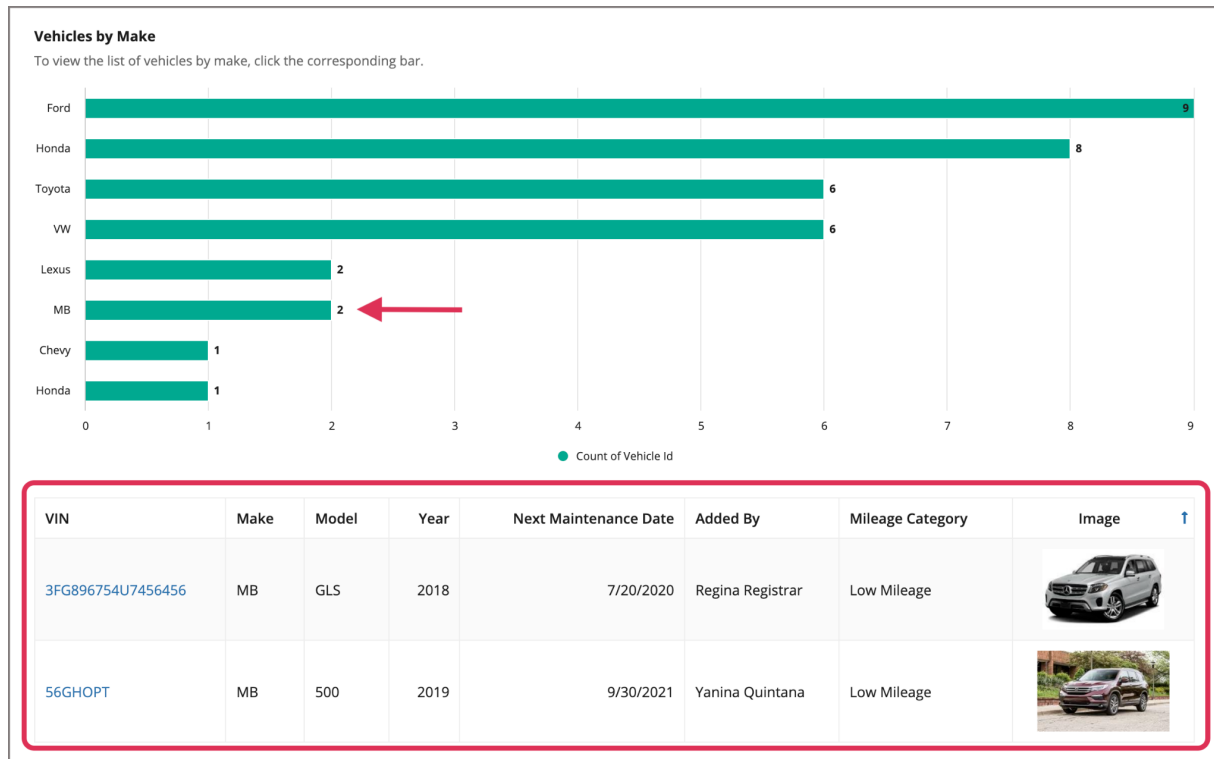 Vehicles by Make
To view the list of vehicles by make, click the corresponding bar.
Ford 9
Honda 8
Toyota 6
VW 6
Lexus 2
MB 2
Chevy 1
Honda 1
0 1 2 3 4 5 6 7 8 9
Count of Vehicle Id
VIN Make Model Year Next Maintenance Date Added By Mileage Category Image ↑
3FG896754U7456456 MB GLS 2018 7/20/2020 Regina Registrar Low Mileage
56GHOPT MB 500 2019 9/30/2021 Yanina Quintana Low Mileage